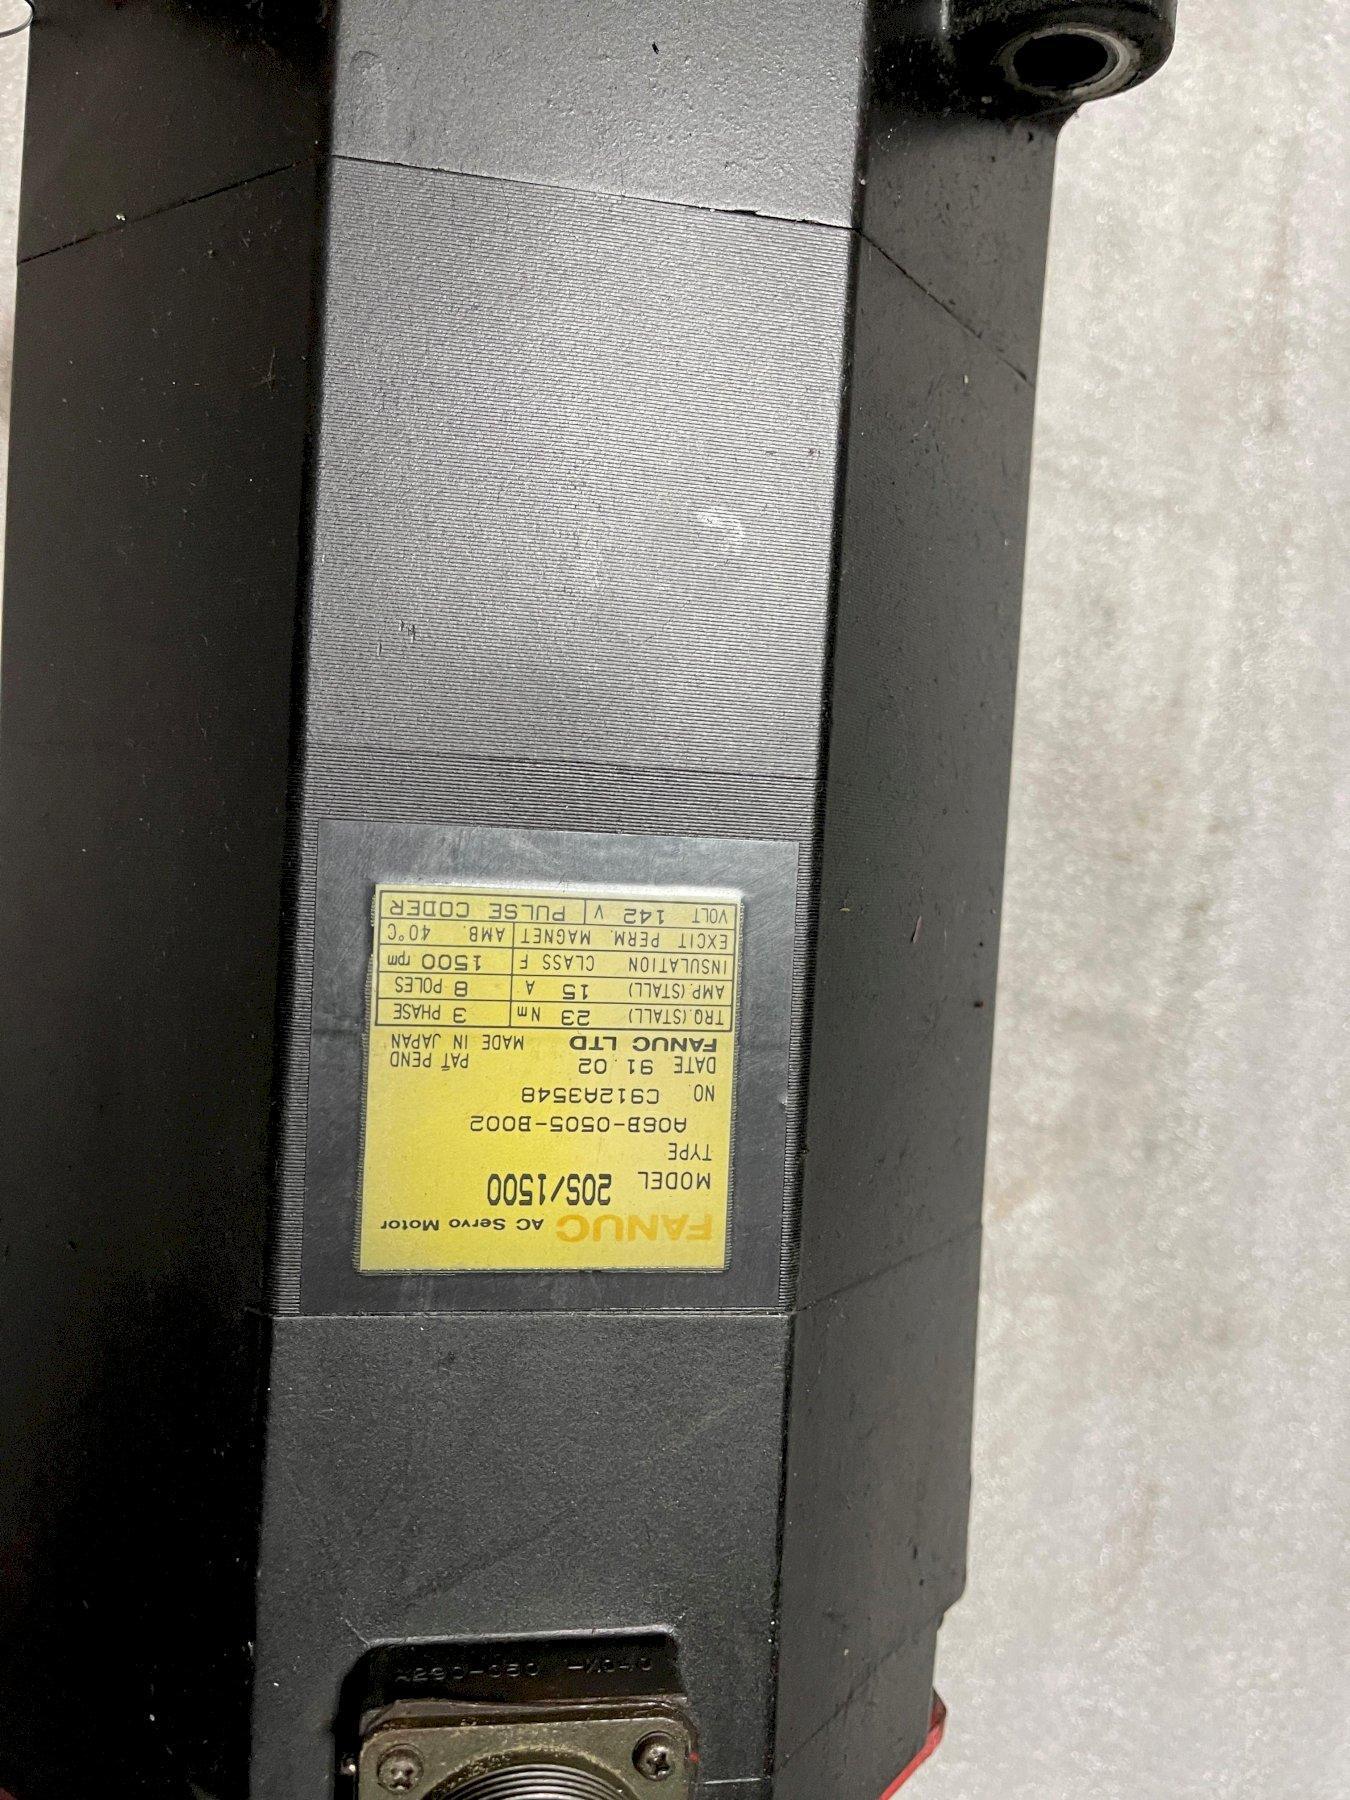 FANUC AC Servo Motor
MODEL 20S/1500
TYPE
A06B-0505-B002
NO. C912A3548
DATE 91.02 PAT PEND
FANUC LTD MADE IN JAPAN
TRQ.(STALL) 23 Nm 3 PHASE
AMP.(STALL) 15 A 8 POLES
INSULATION CLASS F 1500 rpm
EXCIT PERM. MAGNET AMB. 40°C
VOLT 142 V PULSE CODER